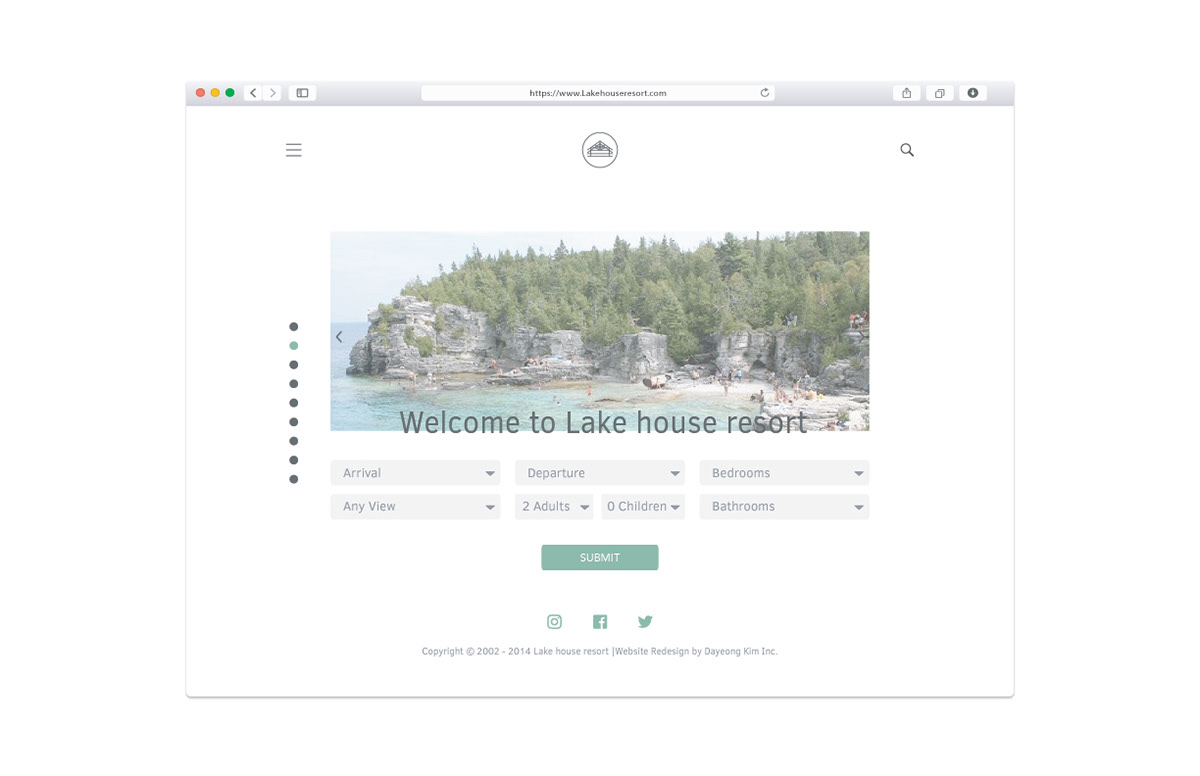 https://www.Lakehouseresort.com
Welcome to Lake house resort
Arrival
Departure
Bedrooms
Any View
2 Adults
0 Children
Bathrooms
SUBMIT
Copyright © 2002 - 2014 Lake house resort |Website Redesign by Dayeong Kim Inc.